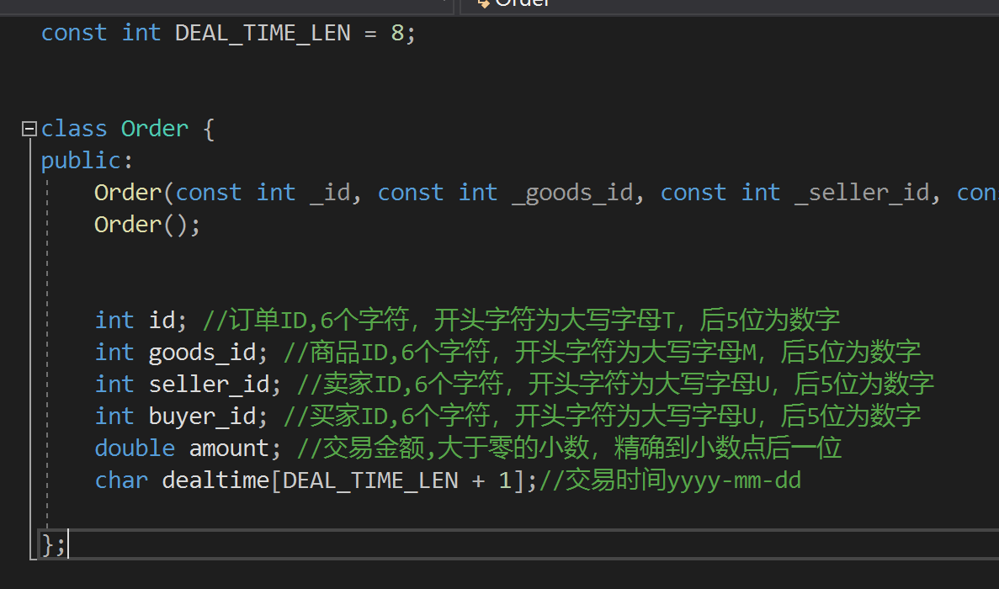 Order
const int DEAL_TIME_LEN = 8;
class Order {
public:
Order(const int _id, const int _goods_id, const int _seller_id, con
Order();
int id; //订单ID,6个字符，开头字符为大写字母T，后5位为数字
int goods_id; //商品ID,6个字符，开头字符为大写字母M，后5位为数字
int seller_id; //卖家ID,6个字符，开头字符为大写字母U，后5位为数字
int buyer_id; //买家ID,6个字符，开头字符为大写字母U，后5位为数字
double amount; //交易金额,大于零的小数，精确到小数点后一位
char dealtime[DEAL_TIME_LEN + 1];//交易时间yyyy-mm-dd
};